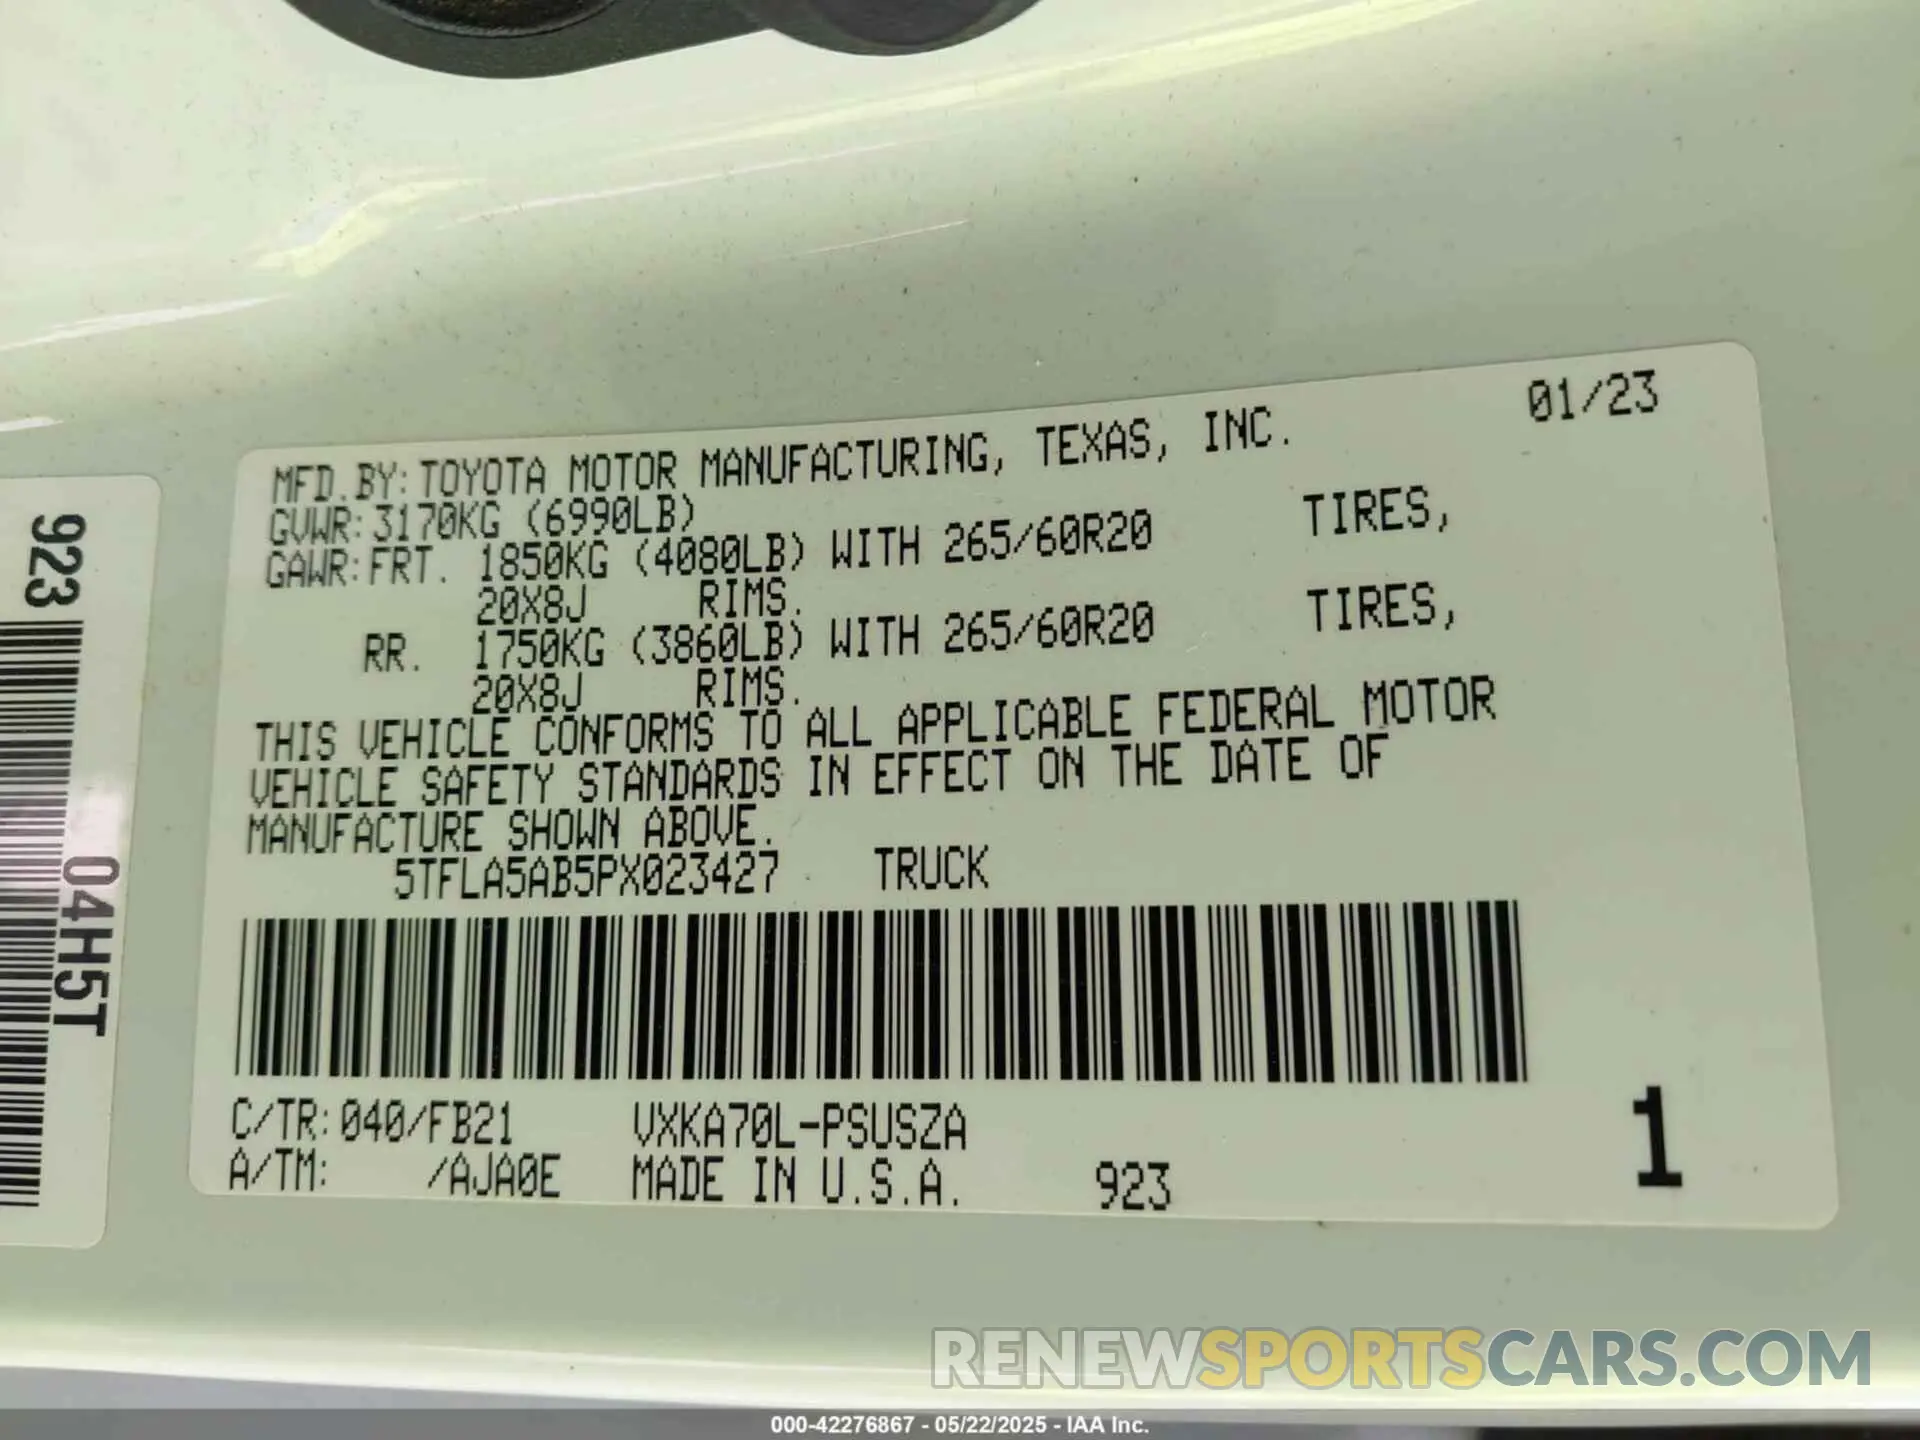 923
04H5T
01/23
MFD.BY: TOYOTA MOTOR MANUFACTURING, TEXAS, INC.
GVWR: 3170KG (6990LB)
GAWR: FRT. 1850KG (4080LB) WITH 265/60R20 TIRES,
20X8J RIMS.
RR. 1750KG (3860LB) WITH 265/60R20 TIRES,
20X8J RIMS.
THIS VEHICLE CONFORMS TO ALL APPLICABLE FEDERAL MOTOR
VEHICLE SAFETY STANDARDS IN EFFECT ON THE DATE OF
MANUFACTURE SHOWN ABOVE.
5TFLA5AB5PX023427 TRUCK
C/TR: 040/FB21 VXKA70L-PSUSZA
A/TM: /AJA0E MADE IN U.S.A. 923
1
RENEWSPORTSCARS.COM
000-42276867 - 05/22/2025 - IAA Inc.